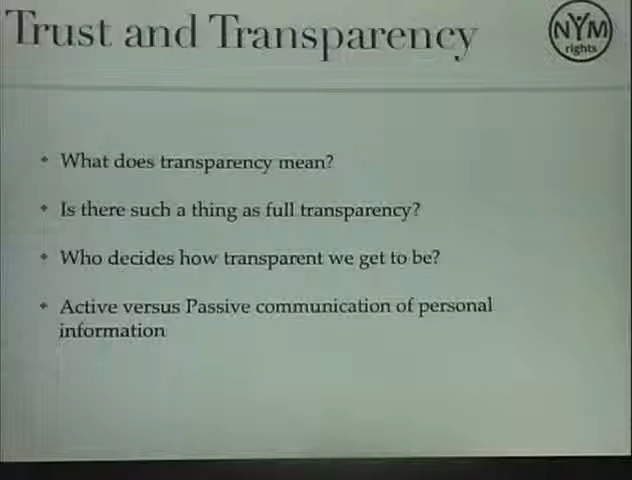 Trust and Transparency
NYM
rights
What does transparency mean?
Is there such a thing as full transparency?
Who decides how transparent we get to be?
Active versus Passive communication of personal
information